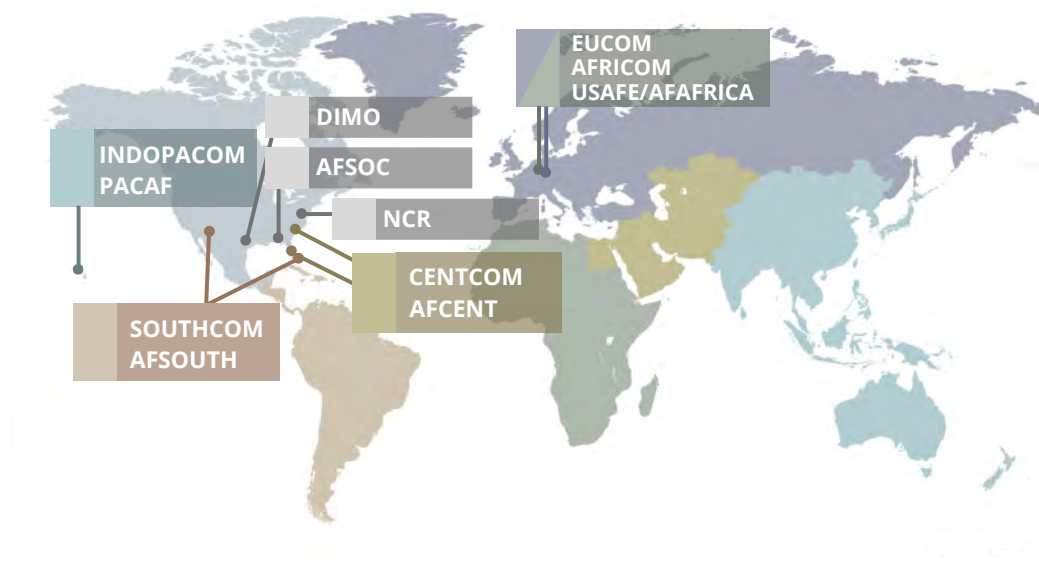 EUCOM
AFRICOM
USAFE/AFAFRICA
DIMO
AFSOC
INDOPACOM
PACAF
NCR
CENTCOM
AFCENT
SOUTHCOM
AFSOUTH